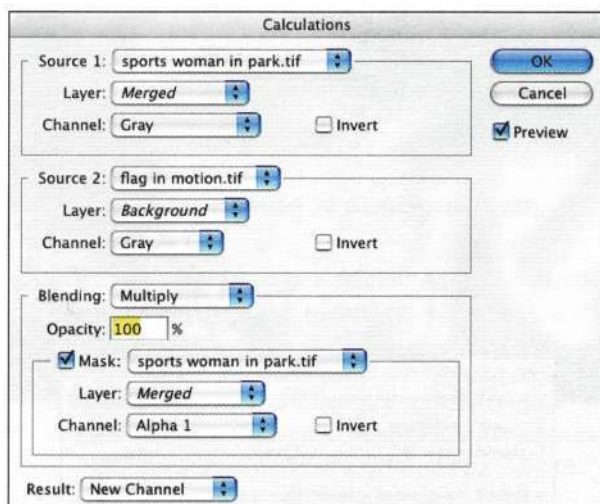 Calculations
Source 1: sports woman in park.tif
OK
Layer: Merged
Cancel
Channel: Gray
Invert
Preview
Source 2: flag in motion.tif
Layer: Background
Channel: Gray
Invert
Blending: Multiply
Opacity: 100 %
Mask: sports woman in park.tif
Layer: Merged
Channel: Alpha 1
Invert
Result: New Channel